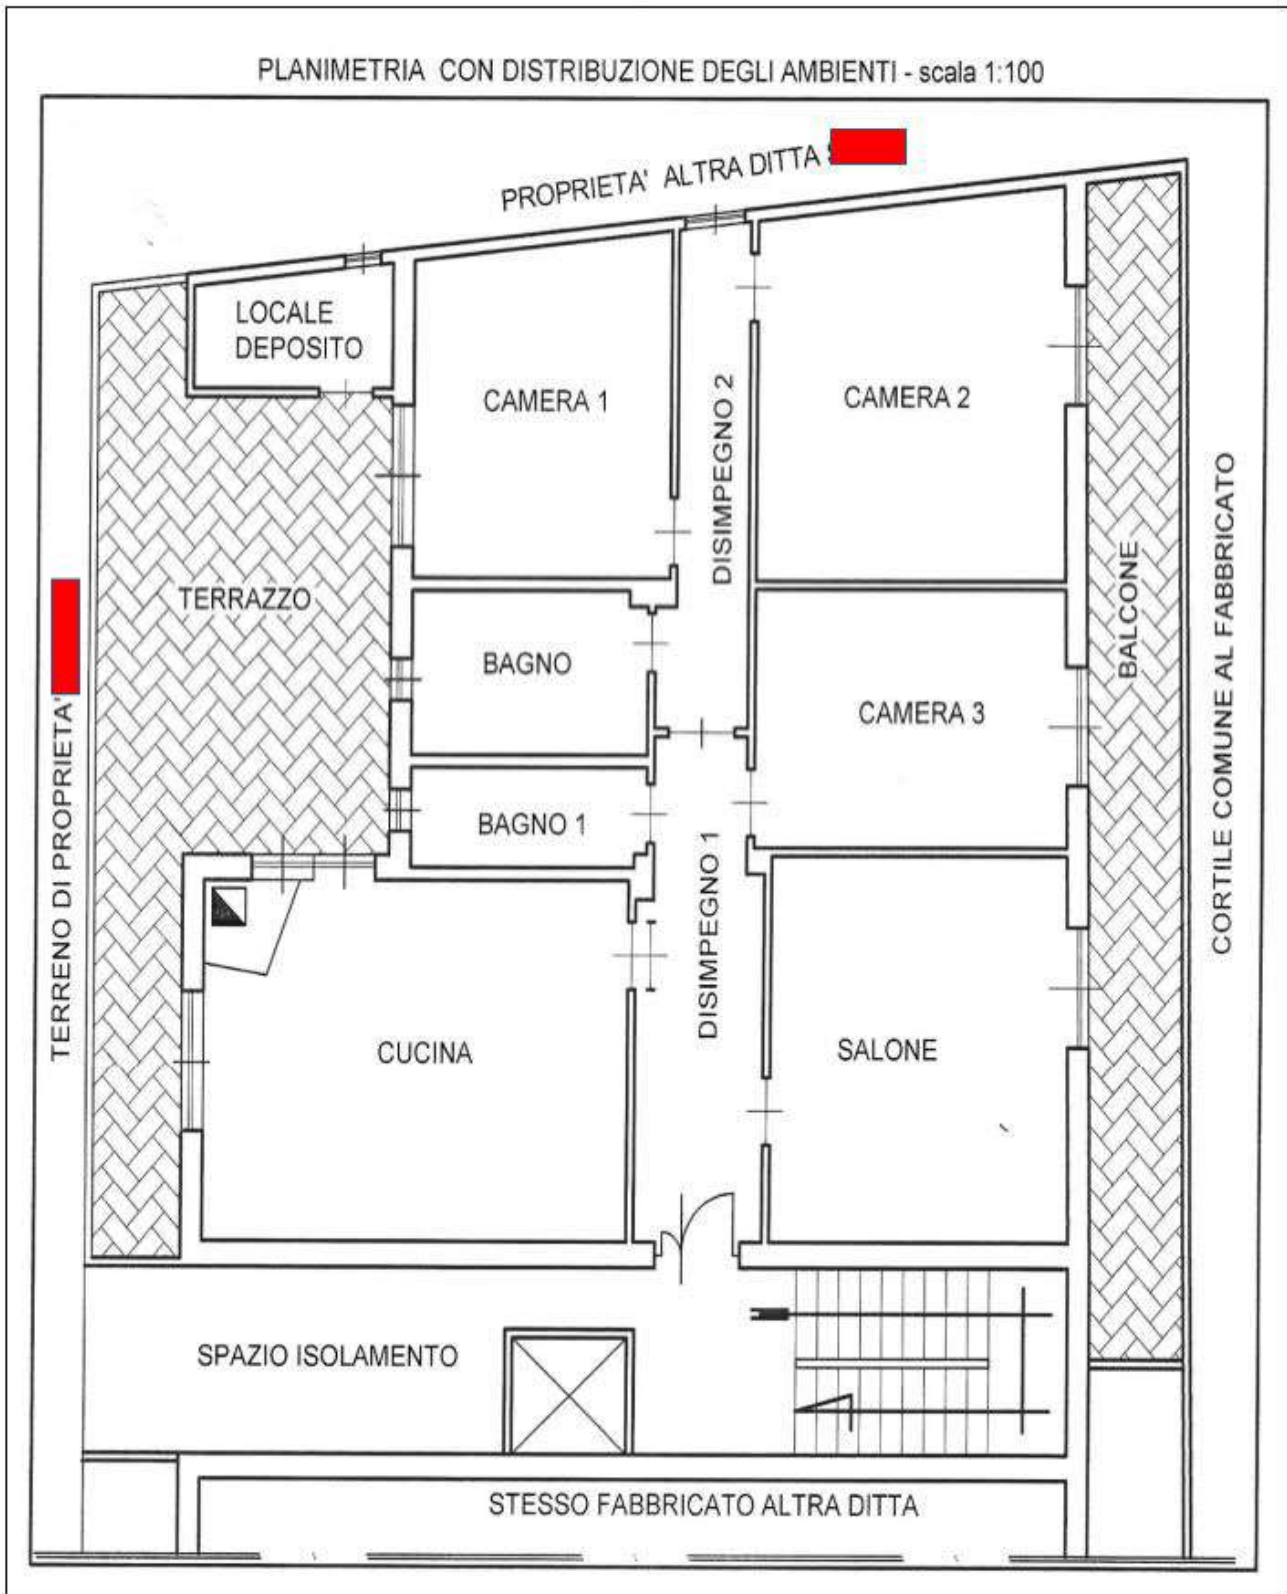 PLANIMETRIA CON DISTRIBUZIONE DEGLI AMBIENTI - scala 1:100
PROPRIETA' ALTRA DITTA
LOCALE
DEPOSITO
CAMERA 1
CAMERA 2
DISIMPEGNO 2
TERRAZZO
BALCONE
CORTILE COMUNE AL FABBRICATO
BAGNO
CAMERA 3
TERRENO DI PROPRIETA'
BAGNO 1
DISIMPEGNO 1
CUCINA
SALONE
SPAZIO ISOLAMENTO
STESSO FABBRICATO ALTRA DITTA